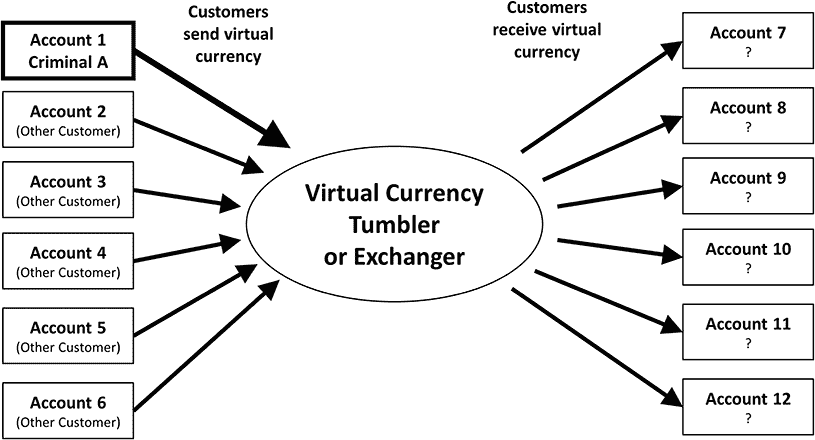 Customers
send virtual
currency
Customers
receive virtual
currency
Account 1
Criminal A
Account 2
(Other Customer)
Account 3
(Other Customer)
Account 4
(Other Customer)
Account 5
(Other Customer)
Account 6
(Other Customer)
Virtual Currency
Tumbler
or Exchanger
Account 7
?
Account 8
?
Account 9
?
Account 10
?
Account 11
?
Account 12
?